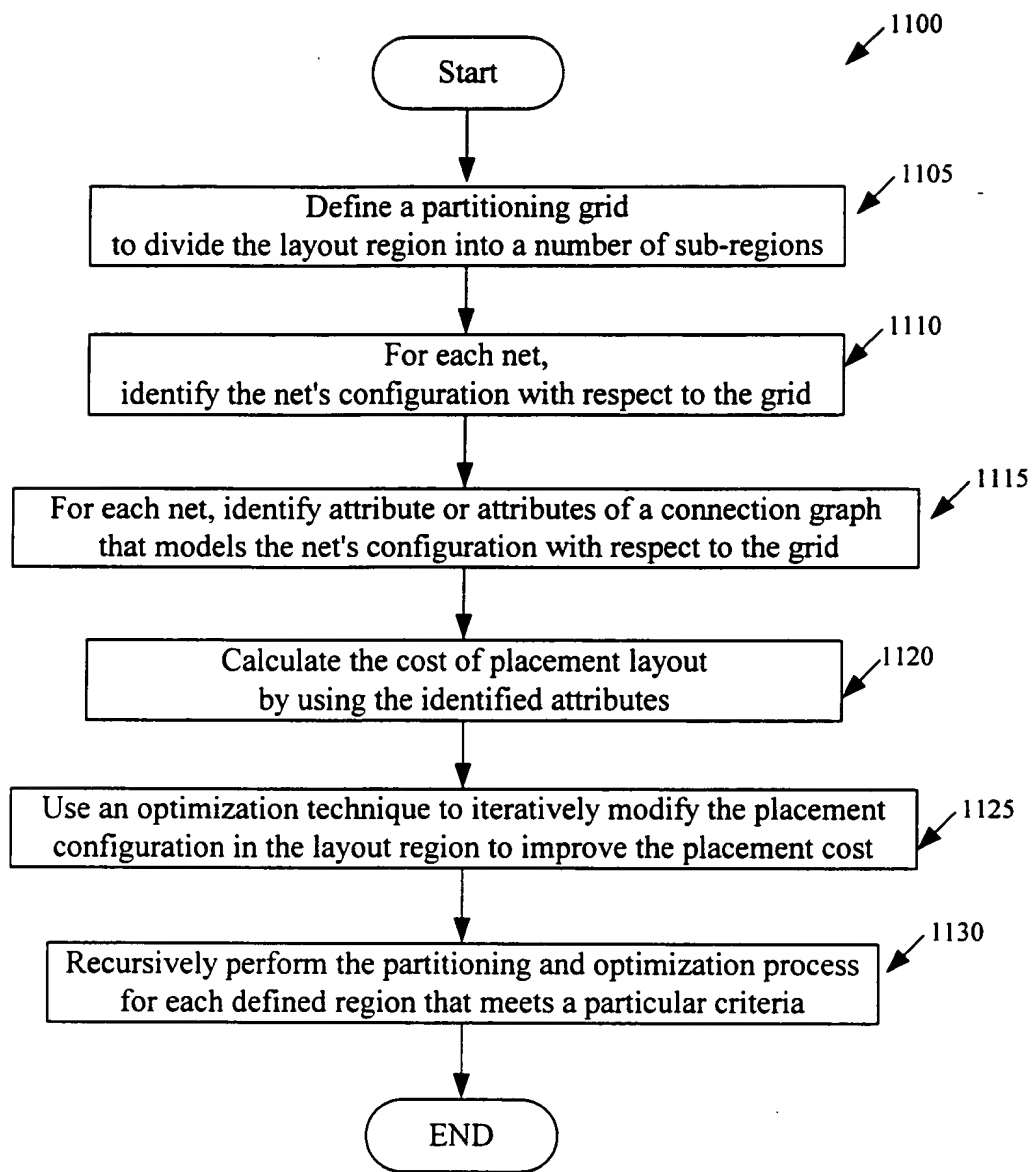 1100
Start
1105
Define a partitioning grid
to divide the layout region into a number of sub-regions
1110
For each net,
identify the net's configuration with respect to the grid
1115
For each net, identify attribute or attributes of a connection graph
that models the net's configuration with respect to the grid
1120
Calculate the cost of placement layout
by using the identified attributes
1125
Use an optimization technique to iteratively modify the placement
configuration in the layout region to improve the placement cost
1130
Recursively perform the partitioning and optimization process
for each defined region that meets a particular criteria
END